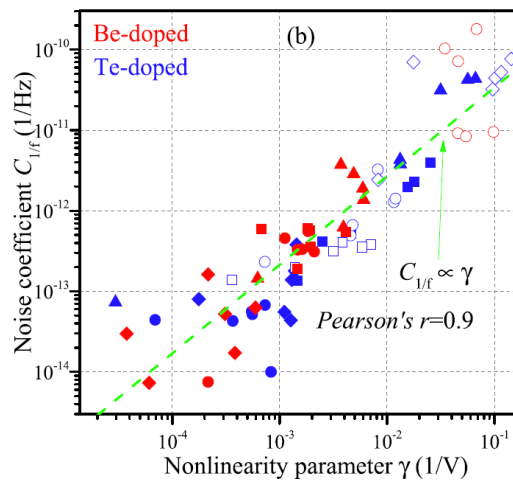 Be-doped
Te-doped
(b)
Noise coefficient C₁/f (1/Hz)
10⁻¹⁰
10⁻¹¹
10⁻¹²
10⁻¹³
10⁻¹⁴
C₁/f ∝ γ
Pearson's r=0.9
10⁻⁴ 10⁻³ 10⁻² 10⁻¹
Nonlinearity parameter γ (1/V)